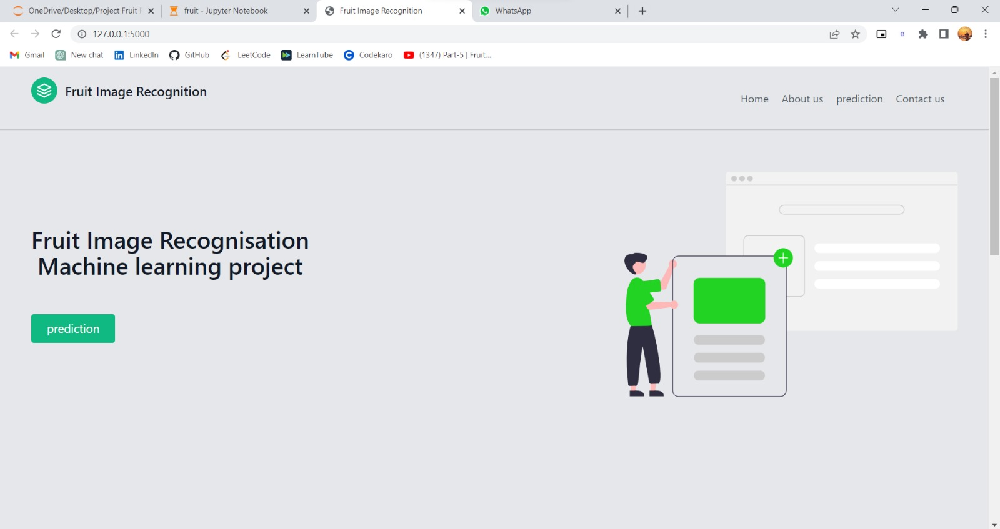 OneDrive/Desktop/Project Fruit
fruit - Jupyter Notebook
Fruit Image Recognition
WhatsApp
127.0.0.1:5000
B
Gmail
New chat
LinkedIn
GitHub
LeetCode
LearnTube
Codekaro
(1347) Part-5 | Fruit...
Fruit Image Recognition
Home
About us
prediction
Contact us
Fruit Image Recognisation
Machine learning project
prediction